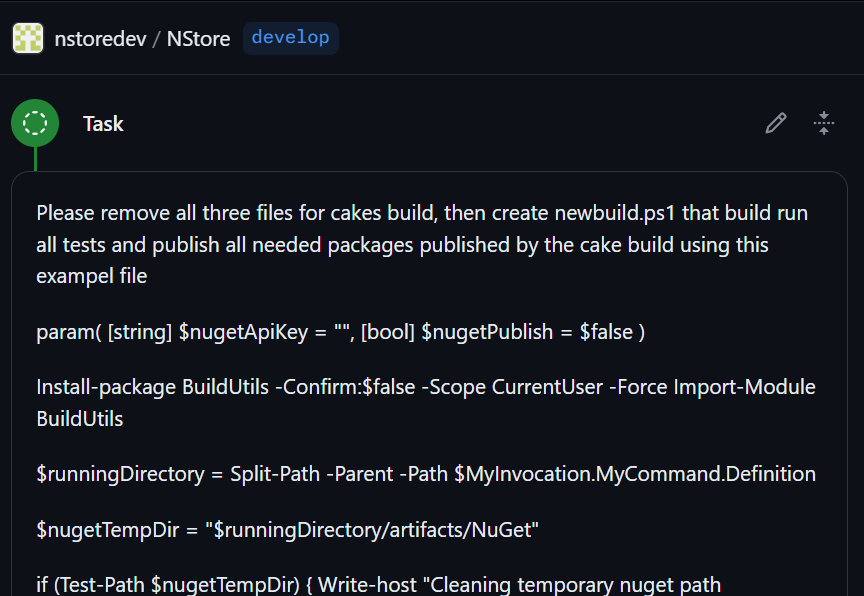 nstoredev / NStore develop
Task
Please remove all three files for cakes build, then create newbuild.ps1 that build run
all tests and publish all needed packages published by the cake build using this
exampel file
param( [string] $nugetApiKey = "", [bool] $nugetPublish = $false )
Install-package BuildUtils -Confirm:$false -Scope CurrentUser -Force Import-Module
BuildUtils
$runningDirectory = Split-Path -Parent -Path $MyInvocation.MyCommand.Definition
$nugetTempDir = "$runningDirectory/artifacts/NuGet"
if (Test-Path $nugetTempDir) { Write-host "Cleaning temporary nuget path